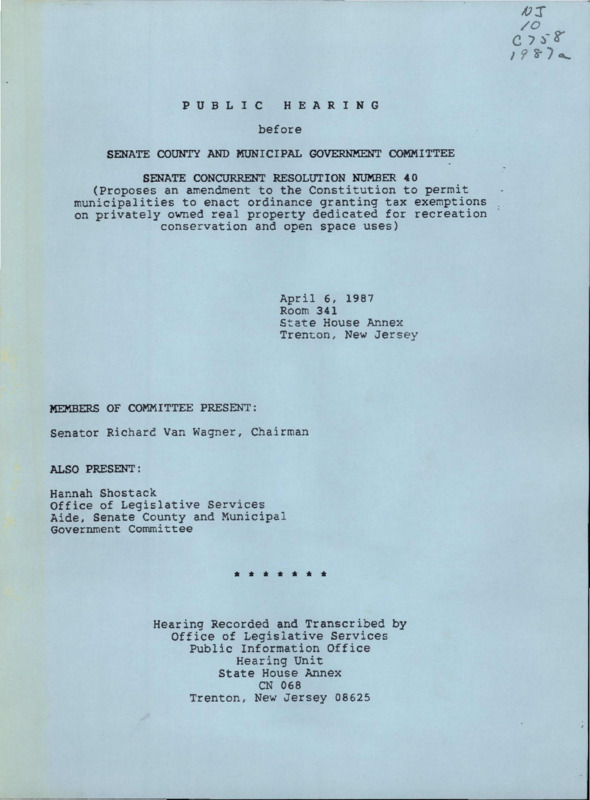 NJ
10
C758
1987a
PUBLIC HEARING
before
SENATE COUNTY AND MUNICIPAL GOVERNMENT COMMITTEE
SENATE CONCURRENT RESOLUTION NUMBER 40
(Proposes an amendment to the Constitution to permit
municipalities to enact ordinance granting tax exemptions
on privately owned real property dedicated for recreation
conservation and open space uses)
April 6, 1987
Room 341
State House Annex
Trenton, New Jersey
MEMBERS OF COMMITTEE PRESENT:
Senator Richard Van Wagner, Chairman
ALSO PRESENT:
Hannah Shostack
Office of Legislative Services
Aide, Senate County and Municipal
Government Committee
* * * * * * *
Hearing Recorded and Transcribed by
Office of Legislative Services
Public Information Office
Hearing Unit
State House Annex
CN 068
Trenton, New Jersey 08625